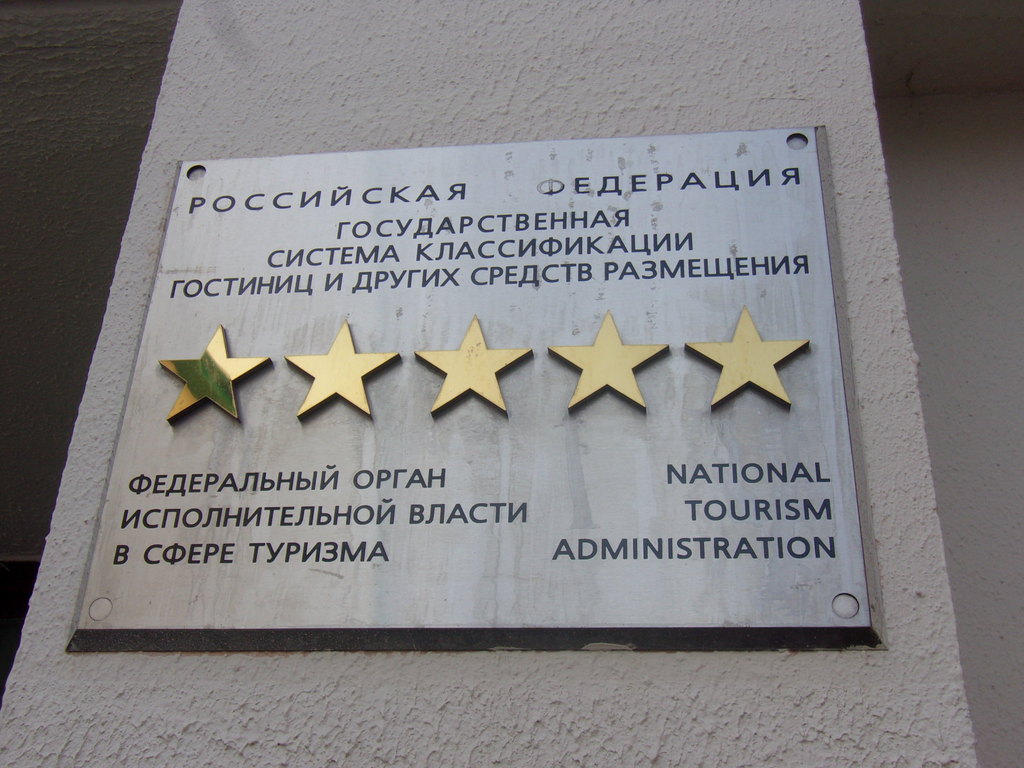 РОССИЙСКАЯ ФЕДЕРАЦИЯ
ГОСУДАРСТВЕННАЯ
СИСТЕМА КЛАССИФИКАЦИИ
ГОСТИНИЦ И ДРУГИХ СРЕДСТВ РАЗМЕЩЕНИЯ
ФЕДЕРАЛЬНЫЙ ОРГАН
ИСПОЛНИТЕЛЬНОЙ ВЛАСТИ
В СФЕРЕ ТУРИЗМА
NATIONAL
TOURISM
ADMINISTRATION